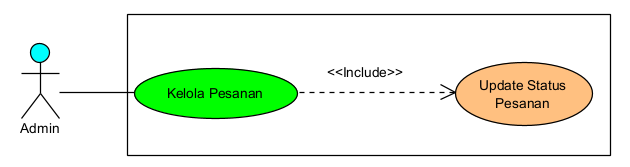 <<Include>>
Kelola Pesanan
Update Status
Pesanan
Admin